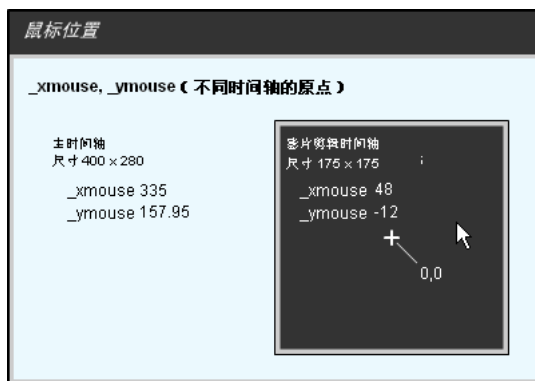 鼠标位置
_xmouse, _ymouse（不同时间轴的原点）
主时间轴
尺寸 400 × 280
_xmouse 335
_ymouse 157.95
影片剪辑时间轴
尺寸 175 × 175
_xmouse 48
_ymouse -12
0,0